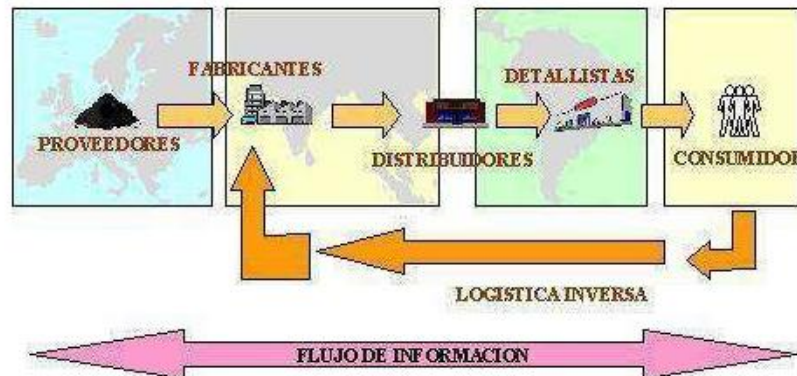 FABRICANTES
DETALLISTAS
PROVEEDORES
DISTRIBUIDORES
CONSUMIDOR
LOGISTICA INVERSA
FLUJO DE INFORMACION